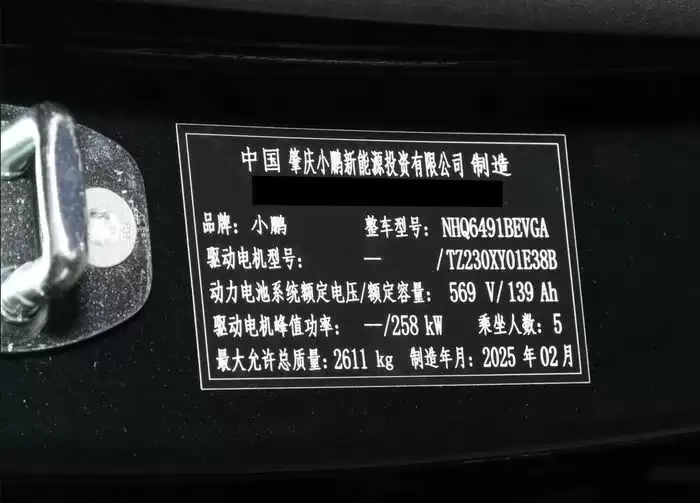 中国 肇庆小鹏新能源投资有限公司 制造
品牌：小鹏 整车型号：NHQ6491BEVGA
驱动电机型号： —/TZ230XY01E38B
动力电池系统额定电压/额定容量：569 V/139 Ah
驱动电机峰值功率： —/258 kW 乘坐人数：5
最大允许总质量：2611 kg 制造年月：2025 年 02 月